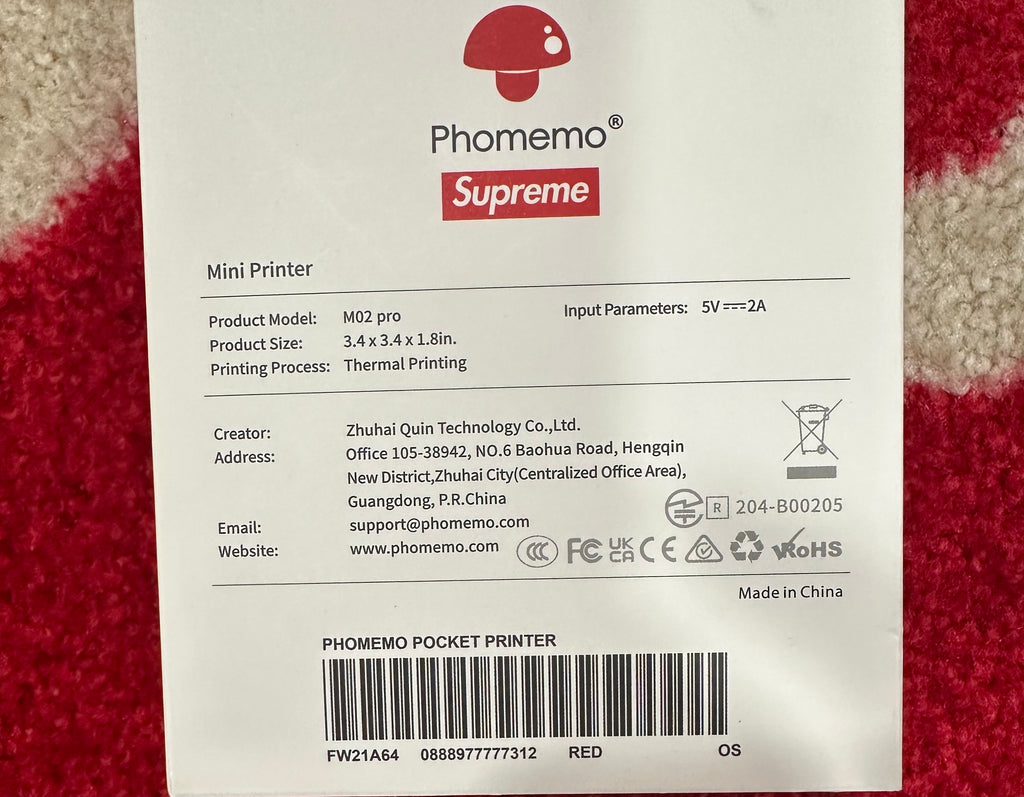 Phomemo®
Supreme
Mini Printer
Product Model: M02 pro
Input Parameters: 5V⎓2A
Product Size: 3.4 x 3.4 x 1.8in.
Printing Process: Thermal Printing
Creator: Zhuhai Quin Technology Co.,Ltd.
Address: Office 105-38942, NO.6 Baohua Road, Hengqin
New District,Zhuhai City(Centralized Office Area),
Guangdong, P.R.China
R 204-B00205
Email: support@phomemo.com
Website: www.phomemo.com
CCC FC UK CA CE RoHS
Made in China
PHOMEMO POCKET PRINTER
FW21A64 0888977777312 RED OS